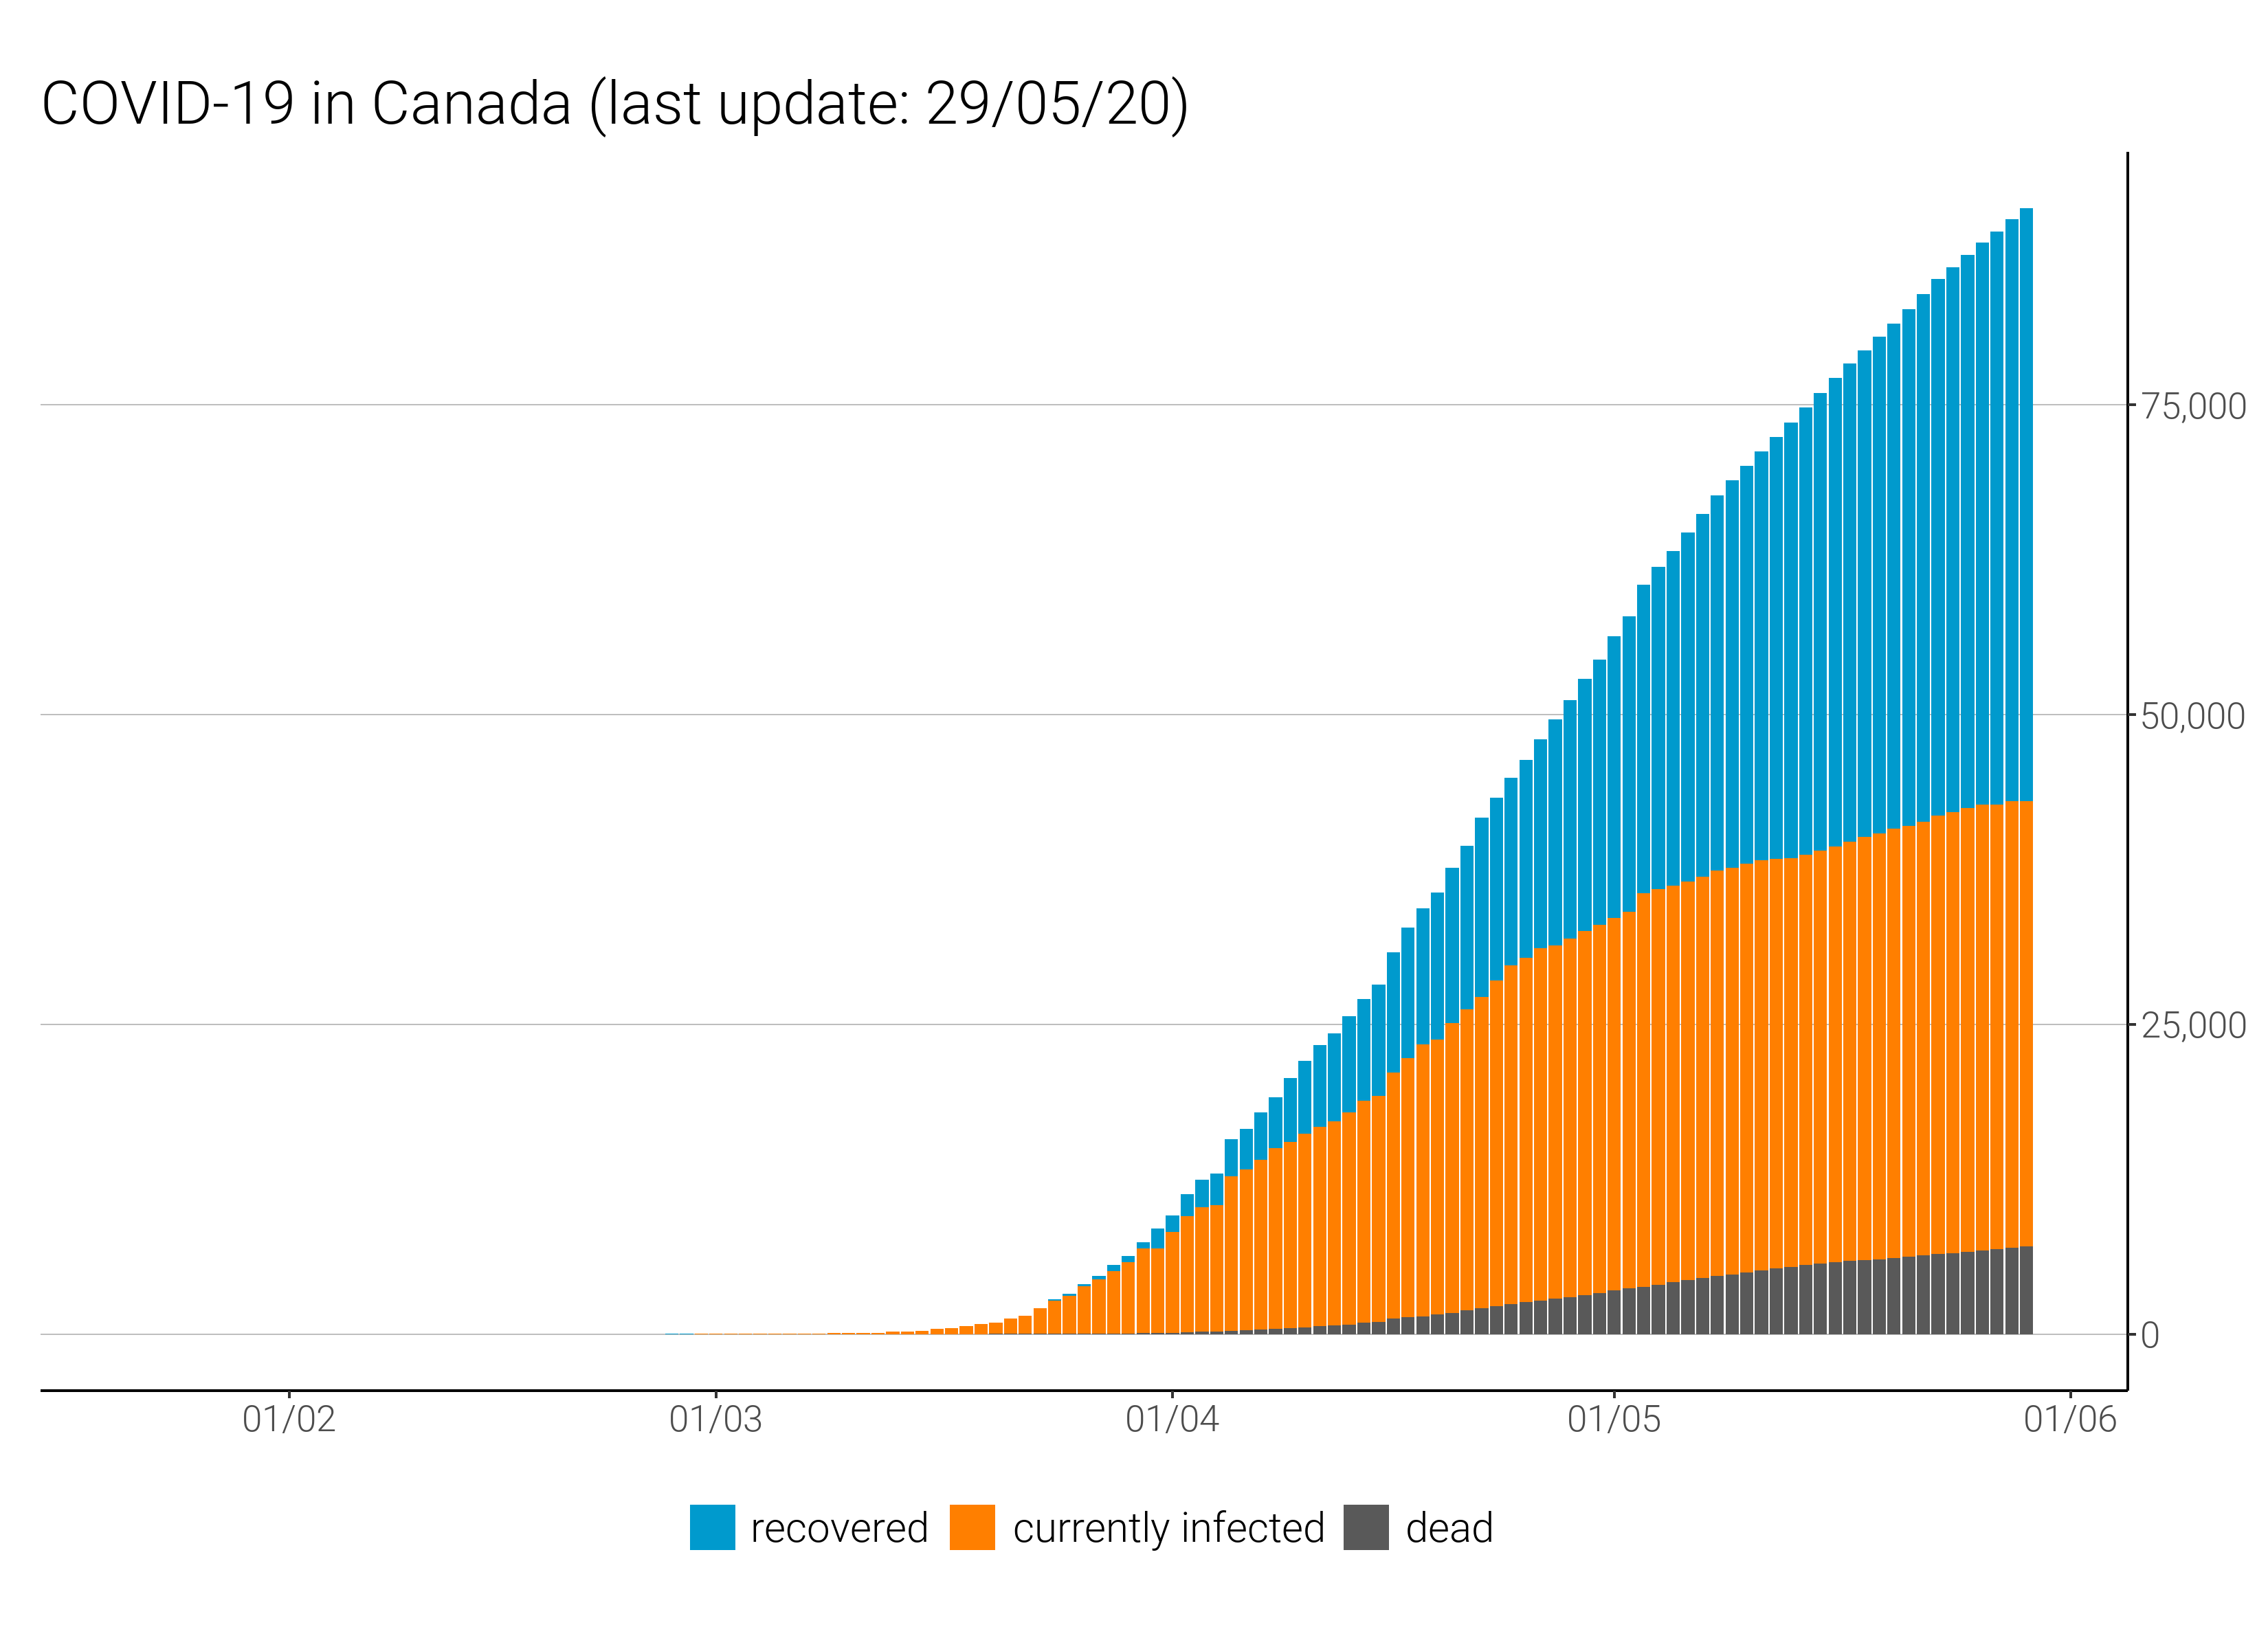 COVID-19 in Canada (last update: 29/05/20)
75,000
50,000
25,000
0
01/02 01/03 01/04 01/05 01/06
recovered currently infected dead